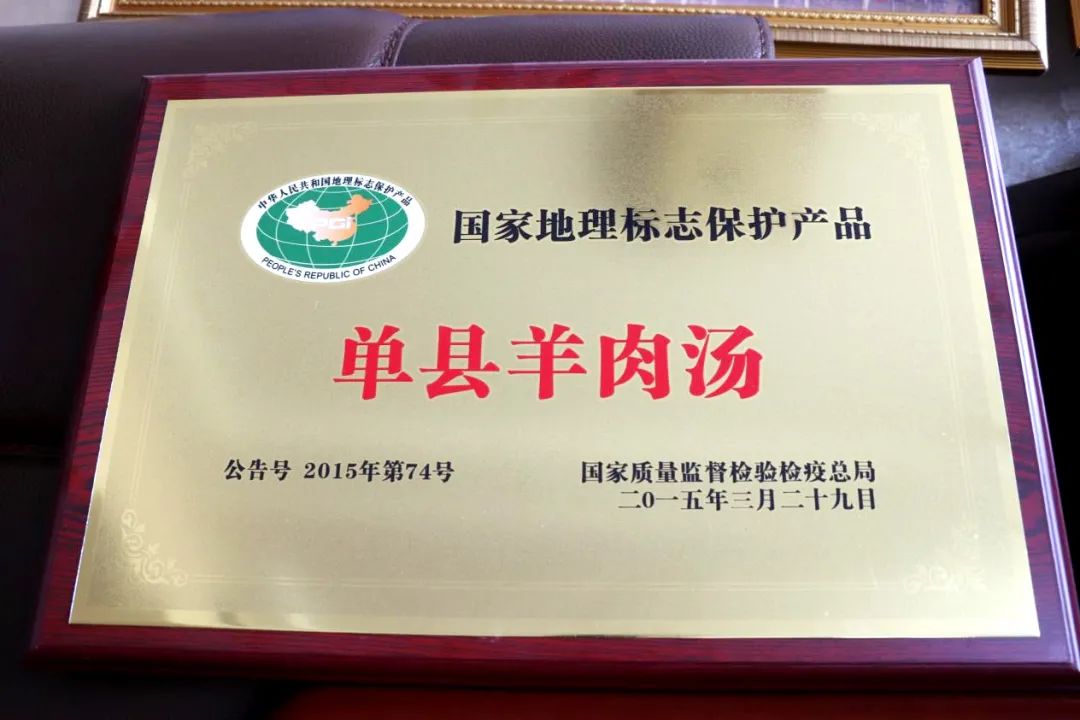 中华人民共和国地理标志保护产品
PGI
PEOPLE'S REPUBLIC OF CHINA
国家地理标志保护产品
单县羊肉汤
公告号 2015年第74号
国家质量监督检验检疫总局
二0一五年三月二十九日